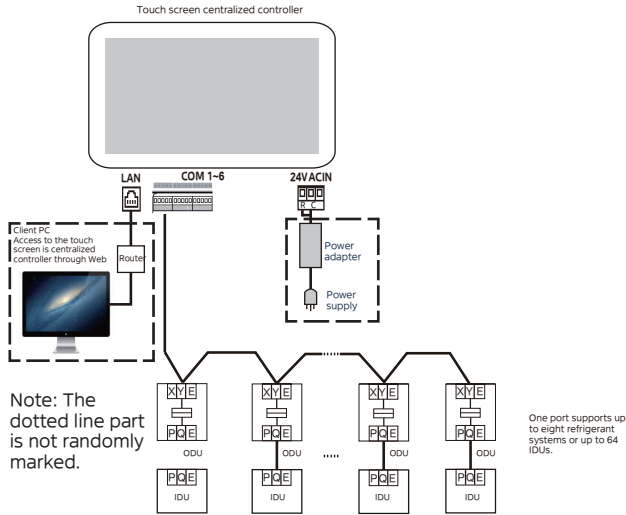 Touch screen centralized controller
LAN
COM 1~6
24V ACIN
R C
Client PC
Access to the touch
screen is centralized
controller through Web
Router
Power
adapter
Power
supply
X Y E
X Y E
X Y E
X Y E
P Q E
P Q E
P Q E
P Q E
ODU
ODU
ODU
ODU
P Q E
P Q E
P Q E
P Q E
IDU
IDU
IDU
IDU
Note: The
dotted line part
is not randomly
marked.
One port supports up
to eight refrigerant
systems or up to 64
IDUs.